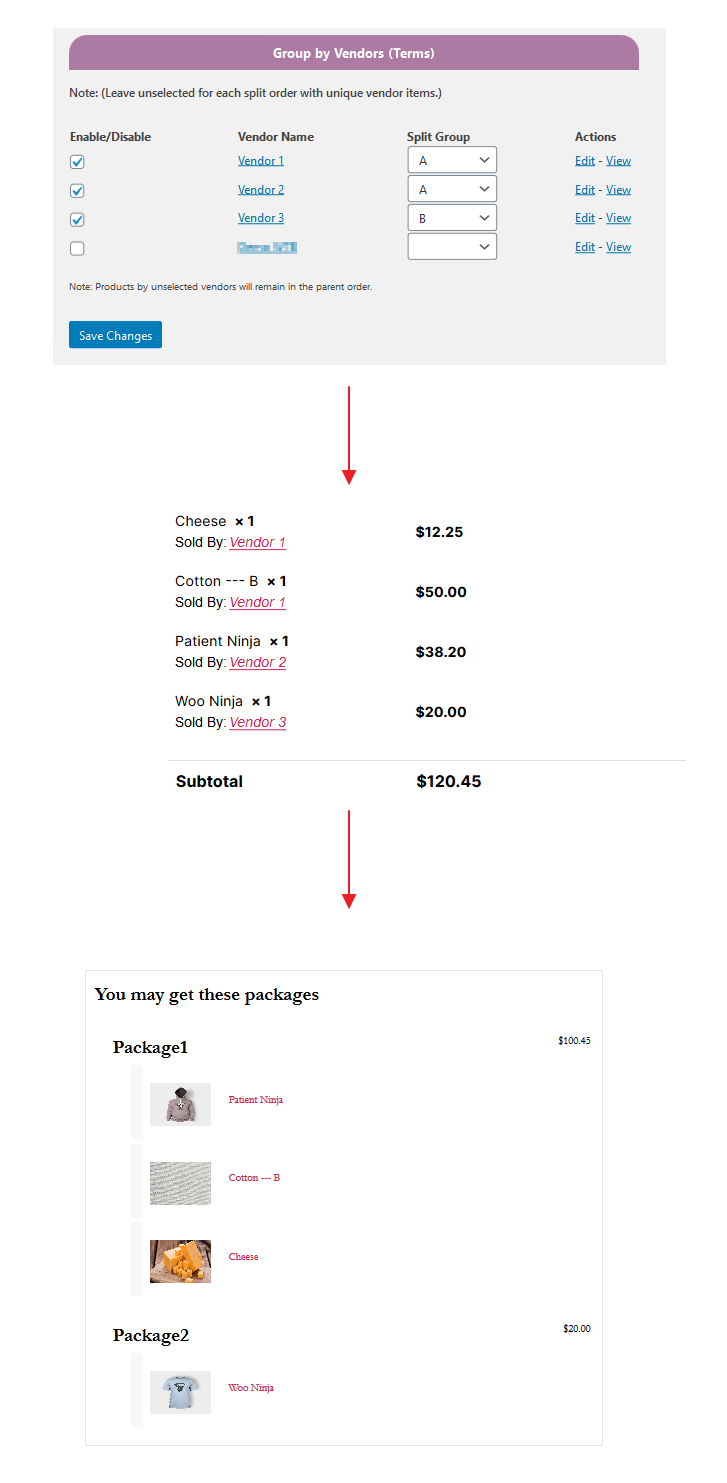 Group by Vendors (Terms)
Note: (Leave unselected for each split order with unique vendor items.)
Enable/Disable Vendor Name Split Group Actions
Vendor 1 A Edit - View
Vendor 2 A Edit - View
Vendor 3 B Edit - View
Edit - View
Note: Products by unselected vendors will remain in the parent order.
Save Changes
Cheese × 1 $12.25
Sold By: Vendor 1
Cotton --- B × 1 $50.00
Sold By: Vendor 1
Patient Ninja × 1 $38.20
Sold By: Vendor 2
Woo Ninja × 1 $20.00
Sold By: Vendor 3
Subtotal $120.45
You may get these packages
Package1 $100.45
Patient Ninja
Cotton --- B
Cheese
Package2 $20.00
Woo Ninja